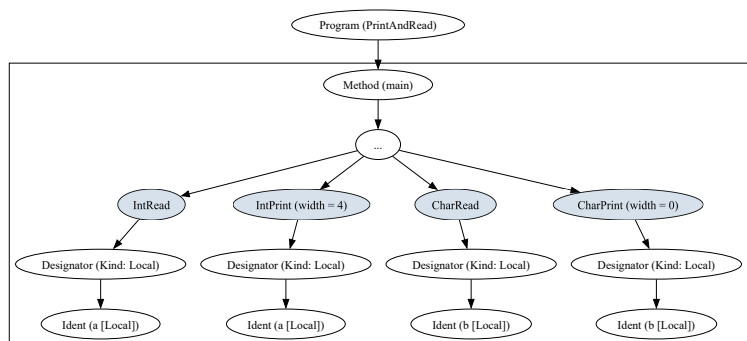 Program (PrintAndRead)
Method (main)
...
IntRead
IntPrint (width = 4)
CharRead
CharPrint (width = 0)
Designator (Kind: Local)
Designator (Kind: Local)
Designator (Kind: Local)
Designator (Kind: Local)
Ident (a [Local])
Ident (a [Local])
Ident (b [Local])
Ident (b [Local])